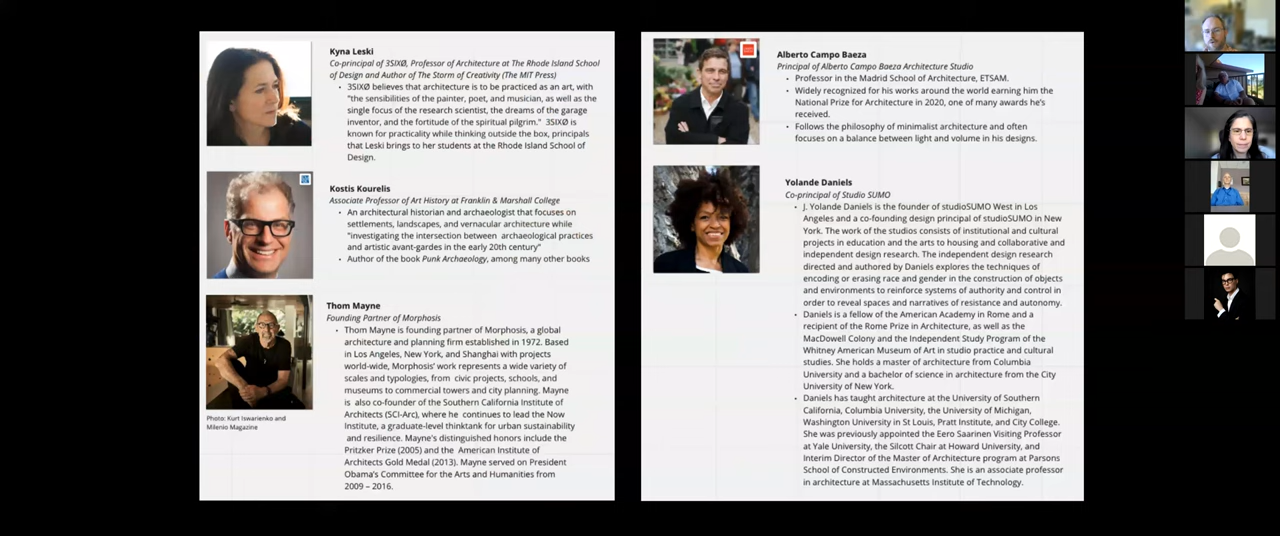 Kyna Leski
Co-principal of 3SIXØ, Professor of Architecture at The Rhode Island School
of Design and Author of The Storm of Creativity (The MIT Press)
• 3SIXØ believes that architecture is to be practiced as an art, with
"the sensibilities of the painter, poet, and musician, as well as the
single focus of the research scientist, the dreams of the garage
inventor, and the fortitude of the spiritual pilgrim." 3SIXØ is
known for practicality while thinking outside the box, principals
that Leski brings to her students at the Rhode Island School of
Design.
Kostis Kourelis
Associate Professor of Art History at Franklin & Marshall College
• An architectural historian and archaeologist that focuses on
settlements, landscapes, and vernacular architecture while
"investigating the intersection between archaeological practices
and artistic avant-gardes in the early 20th century"
• Author of the book Punk Archaeology, among many other books
Thom Mayne
Founding Partner of Morphosis
• Thom Mayne is founding partner of Morphosis, a global
architecture and planning firm established in 1972. Based
in Los Angeles, New York, and Shanghai with projects
world-wide, Morphosis' work represents a wide variety of
scales and typologies, from civic projects, schools, and
museums to commercial towers and city planning. Mayne
is also co-founder of the Southern California Institute of
Architects (SCI-Arc), where he continues to lead the Now
Institute, a graduate-level thinktank for urban sustainability
and resilience. Mayne's distinguished honors include the
Pritzker Prize (2005) and the American Institute of
Architects Gold Medal (2013). Mayne served on President
Obama's Committee for the Arts and Humanities from
2009 – 2016.
Photo: Kurt Iswarienko and
Milenio Magazine
Alberto Campo Baeza
Principal of Alberto Campo Baeza Architecture Studio
• Professor in the Madrid School of Architecture, ETSAM.
• Widely recognized for his works around the world earning him the
National Prize for Architecture in 2020, one of many awards he's
received.
• Follows the philosophy of minimalist architecture and often
focuses on a balance between light and volume in his designs.
Yolande Daniels
Co-principal of Studio SUMO
• J. Yolande Daniels is the founder of studioSUMO West in Los
Angeles and a co-founding design principal of studioSUMO in New
York. The work of the studios consists of institutional and cultural
projects in education and the arts to housing and collaborative and
independent design research. The independent design research
directed and authored by Daniels explores the techniques of
encoding or erasing race and gender in the construction of objects
and environments to reinforce systems of authority and control in
order to reveal spaces and narratives of resistance and autonomy.
• Daniels is a fellow of the American Academy in Rome and a
recipient of the Rome Prize in Architecture, as well as the
MacDowell Colony and the Independent Study Program of the
Whitney American Museum of Art in studio practice and cultural
studies. She holds a master of architecture from Columbia
University and a bachelor of science in architecture from the City
University of New York.
• Daniels has taught architecture at the University of Southern
California, Columbia University, the University of Michigan,
Washington University in St Louis, Pratt Institute, and City College.
She was previously appointed the Eero Saarinen Visiting Professor
at Yale University, the Silcott Chair at Howard University, and
Interim Director of the Master of Architecture program at Parsons
School of Constructed Environments. She is an associate professor
in architecture at Massachusetts Institute of Technology.